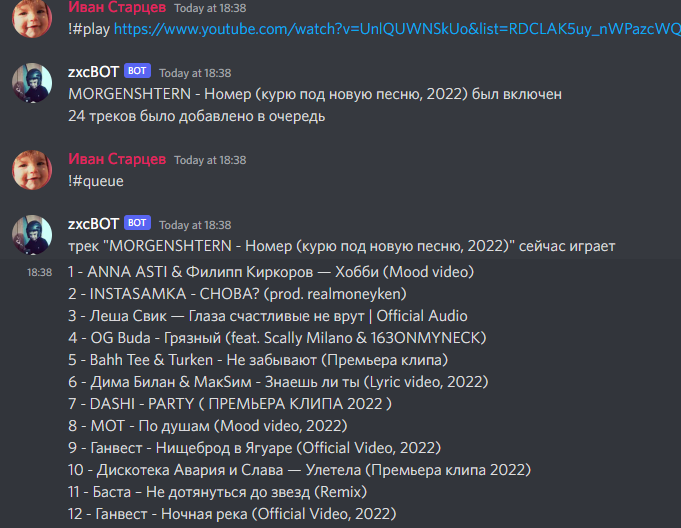 Иван Старцев Today at 18:38
!#play https://www.youtube.com/watch?v=UnlQUWNSkUo&list=RDCLAK5uy_nWPazcWQ
zxcBOT BOT Today at 18:38
MORGENSHTERN - Номер (курю под новую песню, 2022) был включен
24 треков было добавлено в очередь
Иван Старцев Today at 18:38
!#queue
zxcBOT BOT Today at 18:38
трек "MORGENSHTERN - Номер (курю под новую песню, 2022)" сейчас играет
18:38 1 - ANNA ASTI & Филипп Киркоров — Хобби (Mood video)
2 - INSTASAMKA - СНОВА? (prod. realmoneyken)
3 - Леша Свик — Глаза счастливые не врут | Official Audio
4 - OG Buda - Грязный (feat. Scally Milano & 163ONMYNECK)
5 - Bahh Tee & Turken - Не забывают (Премьера клипа)
6 - Дима Билан & МакSим - Знаешь ли ты (Lyric video, 2022)
7 - DASHI - PARTY ( ПРЕМЬЕРА КЛИПА 2022 )
8 - МОТ - По душам (Mood video, 2022)
9 - Ганвест - Нищеброд в Ягуаре (Official Video, 2022)
10 - Дискотека Авария и Слава — Улетела (Премьера клипа 2022)
11 - Баста – Не дотянуться до звезд (Remix)
12 - Ганвест - Ночная река (Official Video, 2022)